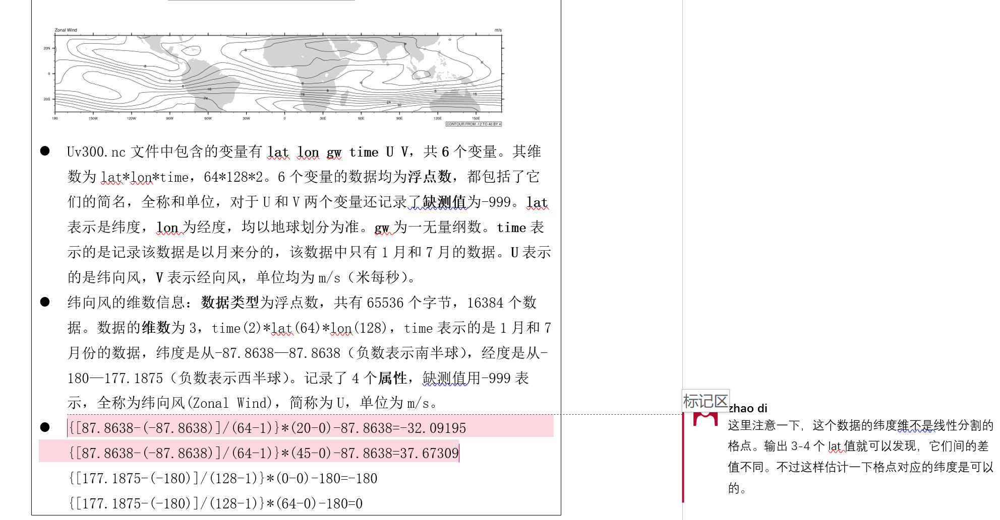 Zonal Wind
m/s
20N
0
20S
180 150W 120W 90W 60W 30W 0 30E 60E 90E 120E 150E
CONTOUR FROM -12 TO 40 BY 4
● Uv300.nc 文件中包含的变量有 lat lon gw time U V，共 6 个变量。其维
数为 lat*lon*time，64*128*2。6 个变量的数据均为浮点数，都包括了它
们的简名，全称和单位，对于 U 和 V 两个变量还记录了缺测值为-999。lat
表示是纬度，lon 为经度，均以地球划分为准。gw 为一无量纲数。time 表
示的是记录该数据是以月来分的，该数据中只有 1 月和 7 月的数据。U 表示
的是纬向风，V 表示经向风，单位均为 m/s（米每秒）。
● 纬向风的维数信息：数据类型为浮点数，共有 65536 个字节，16384 个数
据。数据的维数为 3，time(2)*lat(64)*lon(128)，time 表示的是 1 月和 7
月份的数据，纬度是从-87.8638—87.8638（负数表示南半球），经度是从-
180—177.1875（负数表示西半球）。记录了 4 个属性，缺测值用-999 表
示，全称为纬向风(Zonal Wind)，简称为 U，单位为 m/s。
● {[87.8638-(-87.8638)]/(64-1)}*(20-0)-87.8638=-32.09195
{[87.8638-(-87.8638)]/(64-1)}*(45-0)-87.8638=37.67309
{[177.1875-(-180)]/(128-1)}*(0-0)-180=-180
{[177.1875-(-180)]/(128-1)}*(64-0)-180=0
标记区
zhao di
这里注意一下，这个数据的纬度维不是线性分割的
格点。输出 3-4 个 lat 值就可以发现，它们间的差
值不同。不过这样估计一下格点对应的纬度是可以
的。